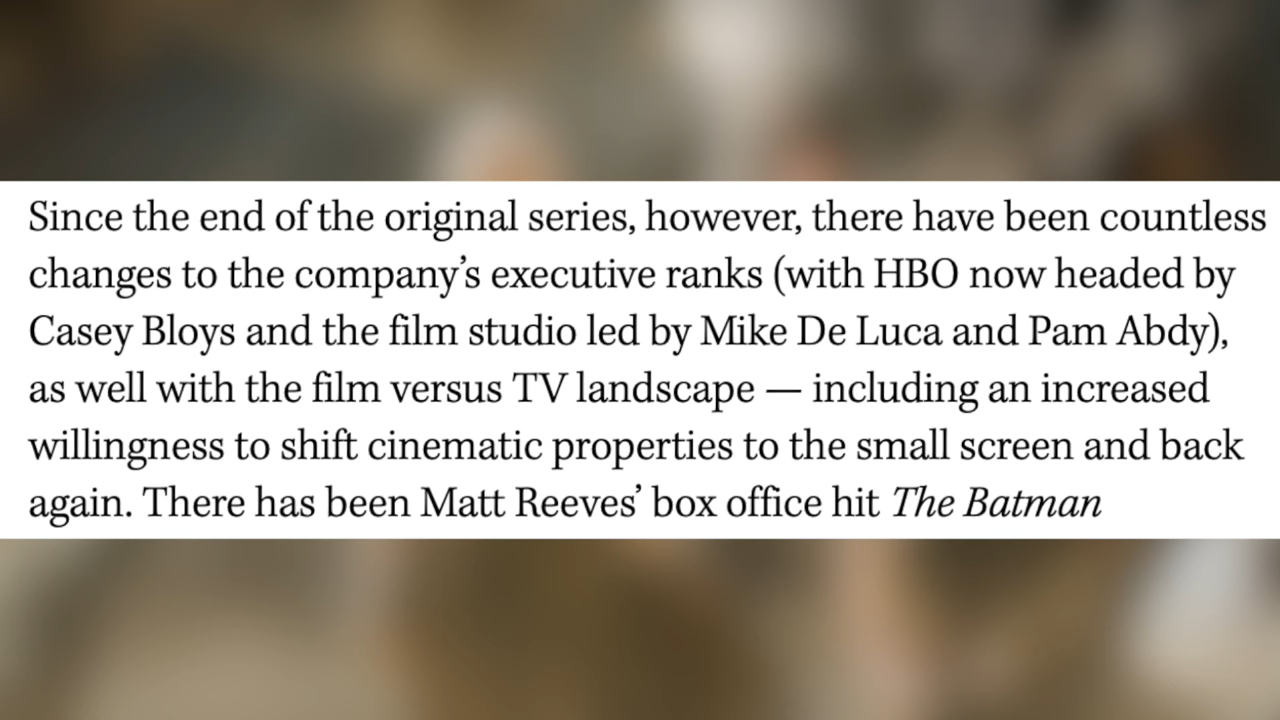 Since the end of the original series, however, there have been countless
changes to the company’s executive ranks (with HBO now headed by
Casey Bloys and the film studio led by Mike De Luca and Pam Abdy),
as well with the film versus TV landscape — including an increased
willingness to shift cinematic properties to the small screen and back
again. There has been Matt Reeves’ box office hit The Batman